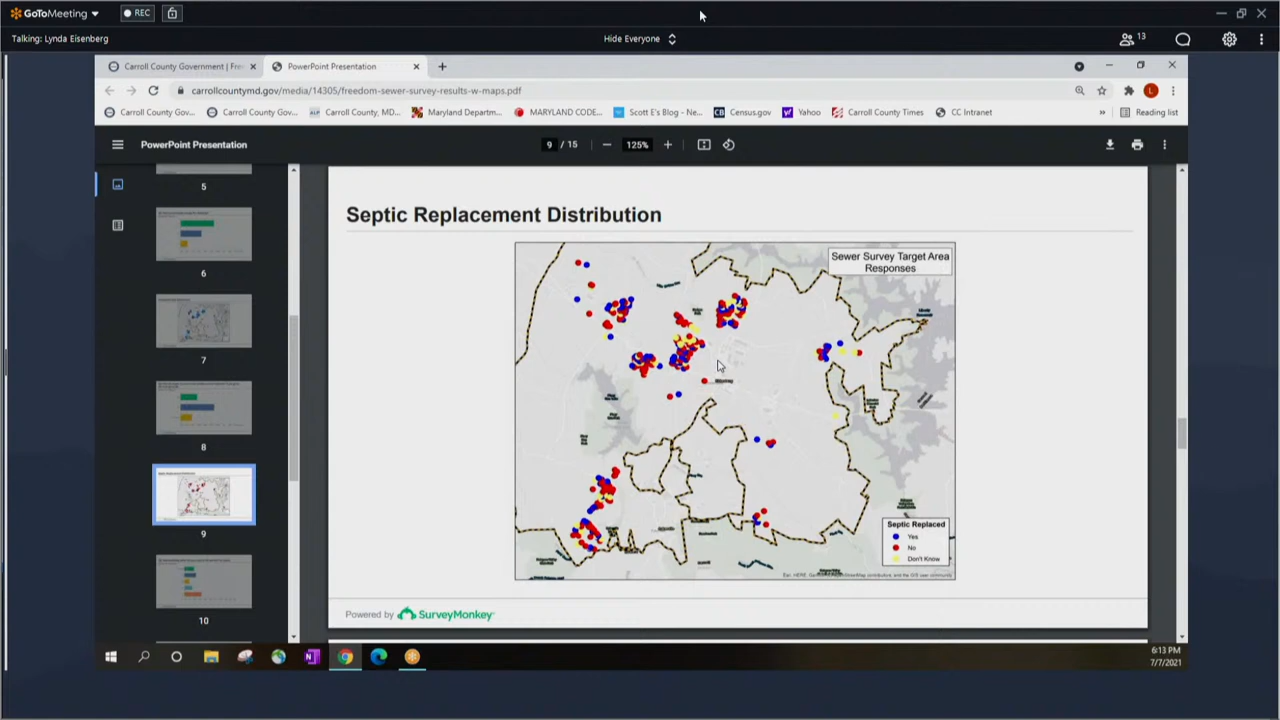 GoToMeeting
REC
Talking: Lynda Eisenberg
Hide Everyone
13
Carroll County Government | Fre
PowerPoint Presentation
carrollcountymd.gov/media/14305/freedom-sewer-survey-results-w-maps.pdf
L
Carroll County Gov...
Carroll County Gov...
Carroll County, MD...
Maryland Departm...
MARYLAND CODE...
Scott E's Blog – Ne...
Census.gov
Yahoo
Carroll County Times
CC Intranet
»
Reading list
PowerPoint Presentation
9 / 15
125%
5
6
7
8
9
10
Septic Replacement Distribution
Sewer Survey Target Area
Responses
Septic Replaced
Yes
No
Don't Know
Powered by SurveyMonkey
6:13 PM
7/7/2021